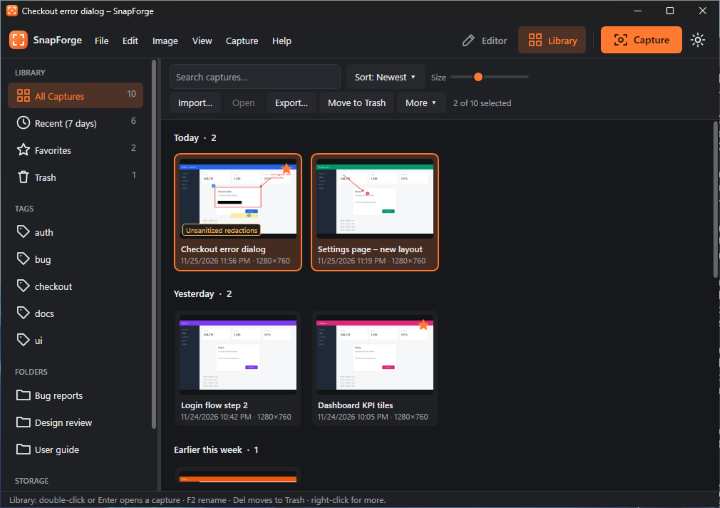 Checkout error dialog – SnapForge
SnapForge File Edit Image View Capture Help Editor Library Capture
LIBRARY
All Captures 10
Recent (7 days) 6
Favorites 2
Trash 1
TAGS
auth
bug
checkout
docs
ui
FOLDERS
Bug reports
Design review
User guide
STORAGE
Search captures... Sort: Newest Size
Import... Open Export... Move to Trash More 2 of 10 selected
Today · 2
Unsanitized redactions
Checkout error dialog
11/25/2026 11:56 PM · 1280×760
Settings page – new layout
11/25/2026 11:19 PM · 1280×760
Yesterday · 2
Login flow step 2
11/24/2026 10:42 PM · 1280×760
Dashboard KPI tiles
11/24/2026 10:05 PM · 1280×760
Earlier this week · 1
Library: double-click or Enter opens a capture · F2 rename · Del moves to Trash · right-click for more.